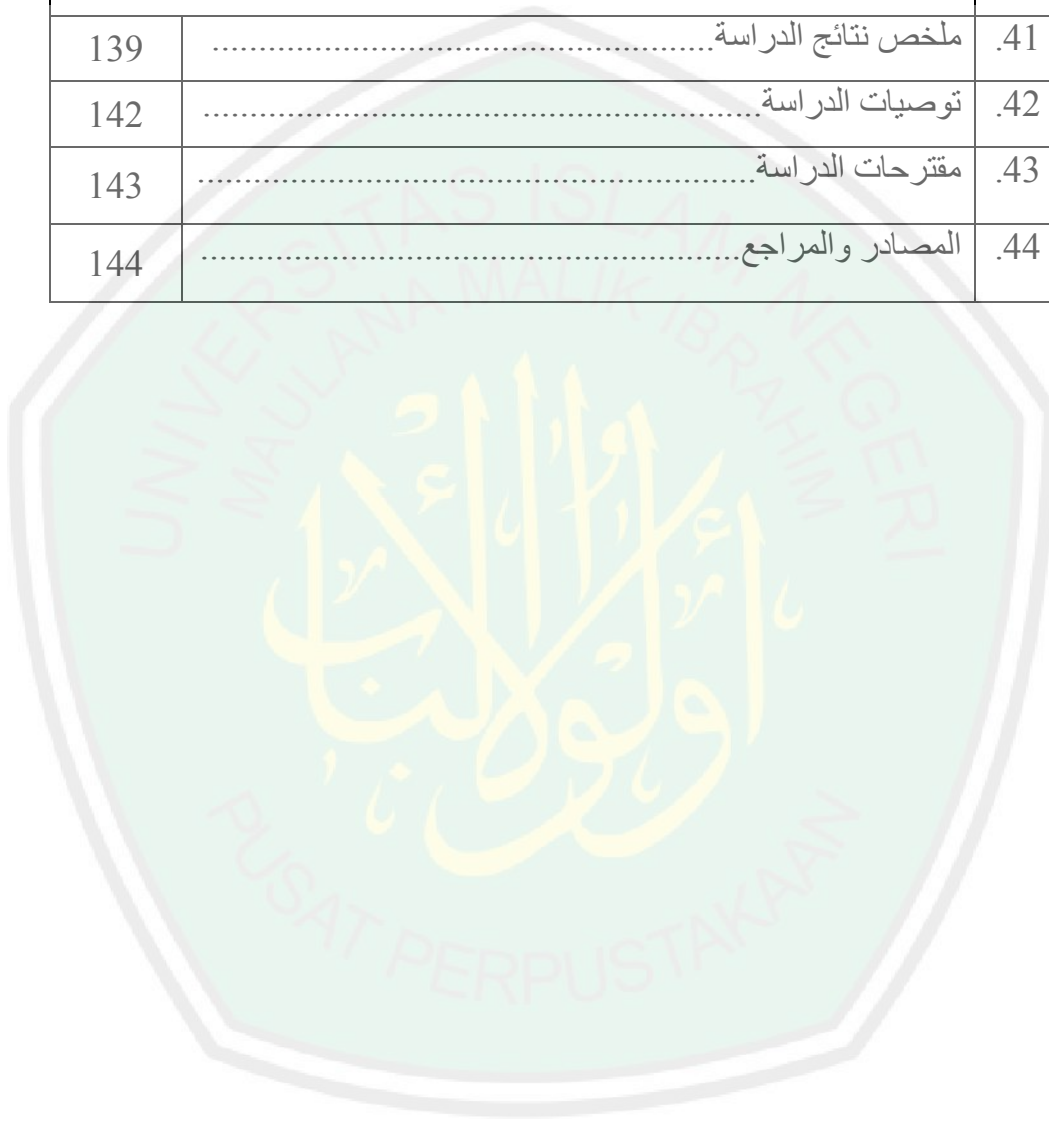 41. ملخص نتائج الدراسة..................................................... 139
42. توصيات الدراسة........................................................... 142
43. مقترحات الدراسة........................................................... 143
44. المصادر والمراجع......................................................... 144
UNIVERSITAS ISLAM NEGERI
MAULANA MALIK IBRAHIM
أولوا الألباب
PUSAT PERPUSTAKAAN